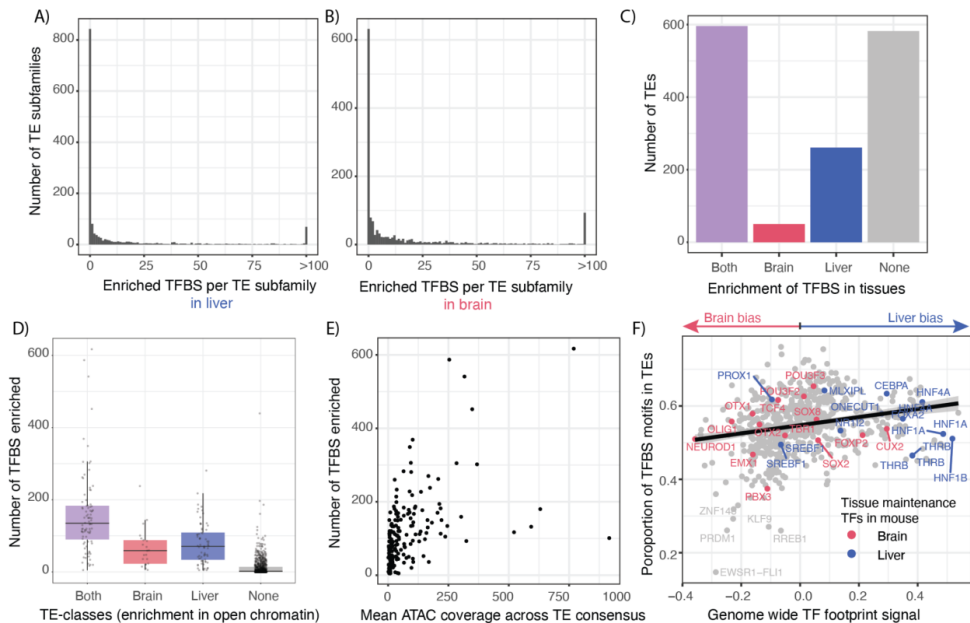 A)
Number of TE subfamilies
800
600
400
200
0
0
25
50
75
>100
Enriched TFBS per TE subfamily
in liver
B)
600
400
200
0
0
25
50
75
>100
Enriched TFBS per TE subfamily
in brain
C)
Number of TEs
600
400
200
0
Both
Brain
Liver
None
Enrichment of TFBS in tissues
D)
Number of TFBS enriched
600
400
200
0
Both
Brain
Liver
None
TE-classes (enrichment in open chromatin)
E)
Number of TFBS enriched
600
400
200
0
0
250
500
750
1000
Mean ATAC coverage across TE consensus
F)
Brain bias
Liver bias
Poroportion of TFBS motifs in TEs
0.6
0.4
0.2
PROX1
POU3F3
POU3F2
MLXIPL
CEBPA
HNF4A
OTX1
TCF4
SOX8
ONECUT1
OLIG1
TBR1
NR1I2
HNF1A
HNF1A
NEUROD1
SREBF1
FOXP2
CUX2
THRB
EMX1
SREBF1
SOX2
THRB
THRB
HNF1B
PBX3
ZNF148
KLF9
PRDM1
RREB1
EWSR1-FLI1
Tissue maintenance
TFs in mouse
Brain
Liver
-0.4
-0.2
0.0
0.2
0.4
Genome wide TF footprint signal